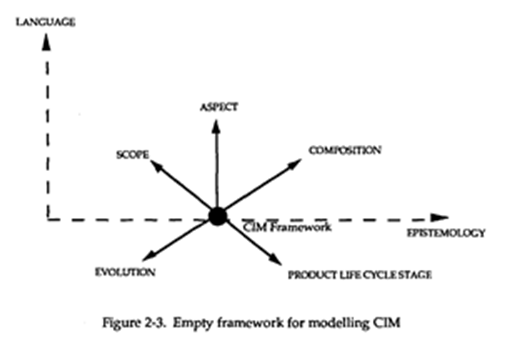 LANGUAGE
ASPECT
SCOPE
COMPOSITION
CIM Framework
EPISTEMOLOGY
EVOLUTION
PRODUCT LIFE CYCLE STAGE
Figure 2-3. Empty framework for modelling CIM